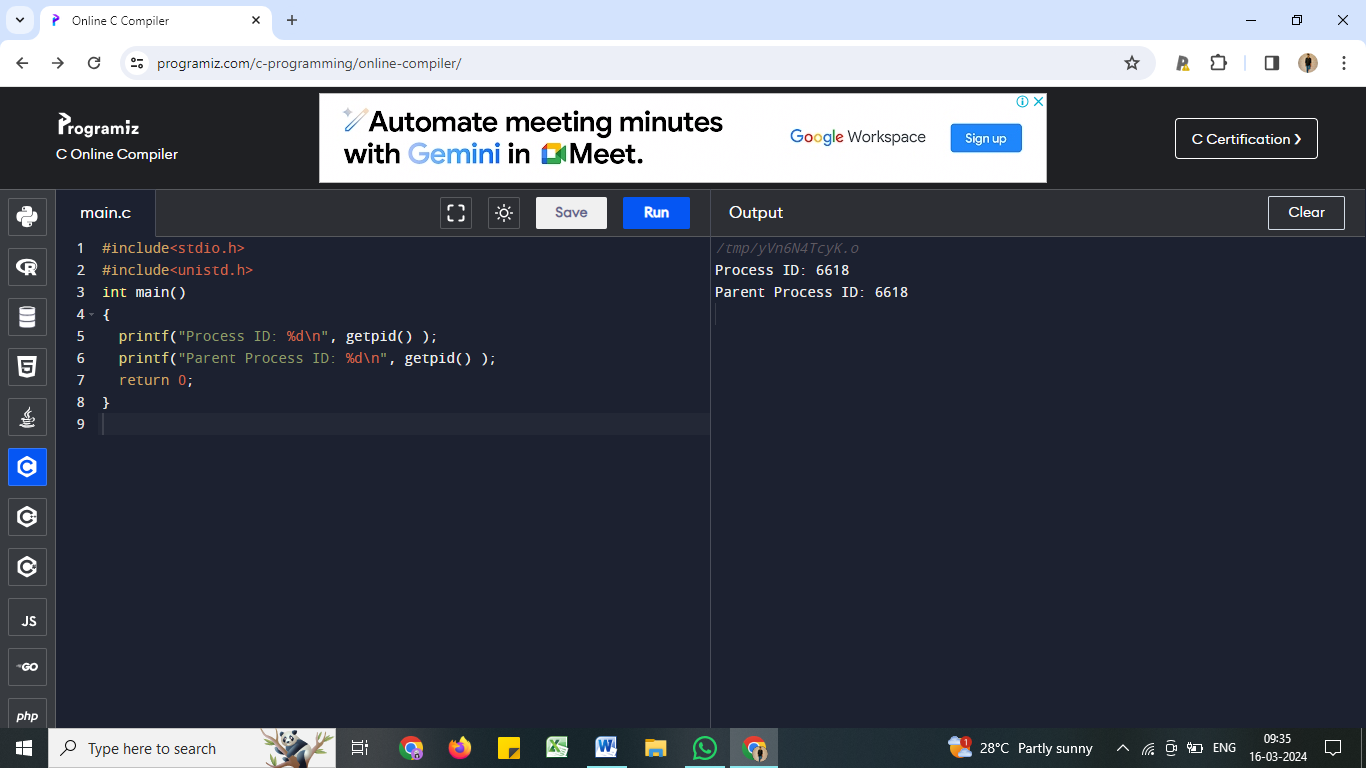 Online C Compiler
programiz.com/c-programming/online-compiler/
Programiz
C Online Compiler
Automate meeting minutes
with Gemini in Meet.
Google Workspace
Sign up
C Certification ›
main.c
Save
Run
Output
Clear
1 #include<stdio.h>
2 #include<unistd.h>
3 int main()
4 {
5 printf("Process ID: %d\n", getpid() );
6 printf("Parent Process ID: %d\n", getpid() );
7 return 0;
8 }
9
/tmp/yVn6N4TcyK.o
Process ID: 6618
Parent Process ID: 6618
JS
GO
php
Type here to search
1
28°C Partly sunny
ENG
09:35
16-03-2024